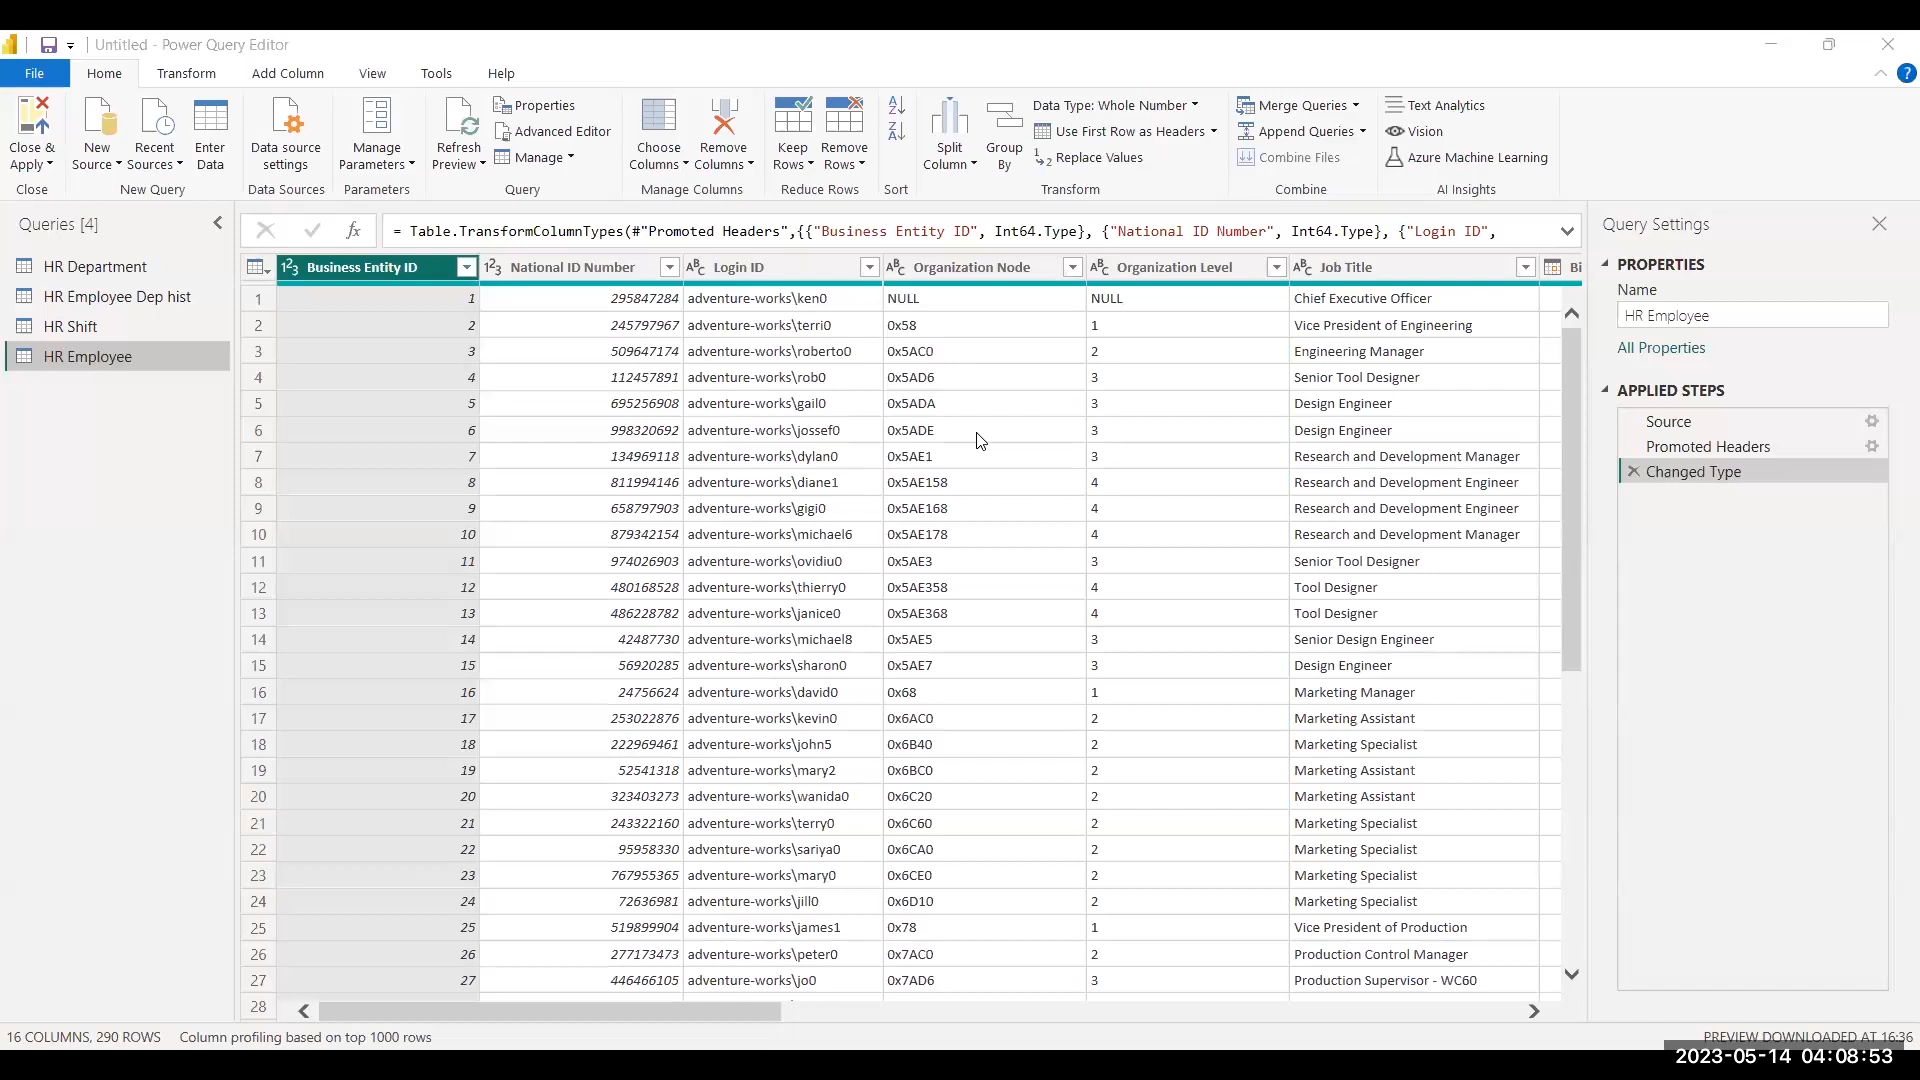 Untitled - Power Query Editor
File Home Transform Add Column View Tools Help
Close & Apply
Close
New Source
Recent Sources
Enter Data
New Query
Data source settings
Data Sources
Manage Parameters
Parameters
Refresh Preview
Properties
Advanced Editor
Manage
Query
Choose Columns
Remove Columns
Manage Columns
Keep Rows
Remove Rows
Reduce Rows
Sort
Split Column
Group By
Data Type: Whole Number
Use First Row as Headers
Replace Values
Transform
Merge Queries
Append Queries
Combine Files
Combine
Text Analytics
Vision
Azure Machine Learning
AI Insights
Queries [4]
HR Department
HR Employee Dep hist
HR Shift
HR Employee
fx = Table.TransformColumnTypes(#"Promoted Headers",{{"Business Entity ID", Int64.Type}, {"National ID Number", Int64.Type}, {"Login ID",
Business Entity ID National ID Number Login ID Organization Node Organization Level Job Title Bi
1 1 295847284 adventure-works\ken0 NULL NULL Chief Executive Officer
2 2 245797967 adventure-works\terri0 0x58 1 Vice President of Engineering
3 3 509647174 adventure-works\roberto0 0x5AC0 2 Engineering Manager
4 4 112457891 adventure-works\rob0 0x5AD6 3 Senior Tool Designer
5 5 695256908 adventure-works\gail0 0x5ADA 3 Design Engineer
6 6 998320692 adventure-works\jossef0 0x5ADE 3 Design Engineer
7 7 134969118 adventure-works\dylan0 0x5AE1 3 Research and Development Manager
8 8 811994146 adventure-works\diane1 0x5AE158 4 Research and Development Engineer
9 9 658797903 adventure-works\gigi0 0x5AE168 4 Research and Development Engineer
10 10 879342154 adventure-works\michael6 0x5AE178 4 Research and Development Manager
11 11 974026903 adventure-works\ovidiu0 0x5AE3 3 Senior Tool Designer
12 12 480168528 adventure-works\thierry0 0x5AE358 4 Tool Designer
13 13 486228782 adventure-works\janice0 0x5AE368 4 Tool Designer
14 14 42487730 adventure-works\michael8 0x5AE5 3 Senior Design Engineer
15 15 56920285 adventure-works\sharon0 0x5AE7 3 Design Engineer
16 16 24756624 adventure-works\david0 0x68 1 Marketing Manager
17 17 253022876 adventure-works\kevin0 0x6AC0 2 Marketing Assistant
18 18 222969461 adventure-works\john5 0x6B40 2 Marketing Specialist
19 19 52541318 adventure-works\mary2 0x6BC0 2 Marketing Assistant
20 20 323403273 adventure-works\wanida0 0x6C20 2 Marketing Assistant
21 21 243322160 adventure-works\terry0 0x6C60 2 Marketing Specialist
22 22 95958330 adventure-works\sariya0 0x6CA0 2 Marketing Specialist
23 23 767955365 adventure-works\mary0 0x6CE0 2 Marketing Specialist
24 24 72636981 adventure-works\jill0 0x6D10 2 Marketing Specialist
25 25 519899904 adventure-works\james1 0x78 1 Vice President of Production
26 26 277173473 adventure-works\peter0 0x7AC0 2 Production Control Manager
27 27 446466105 adventure-works\jo0 0x7AD6 3 Production Supervisor - WC60
28
Query Settings
PROPERTIES
Name
HR Employee
All Properties
APPLIED STEPS
Source
Promoted Headers
Changed Type
16 COLUMNS, 290 ROWS Column profiling based on top 1000 rows
PREVIEW DOWNLOADED AT 16:36
2023-05-14 04:08:53